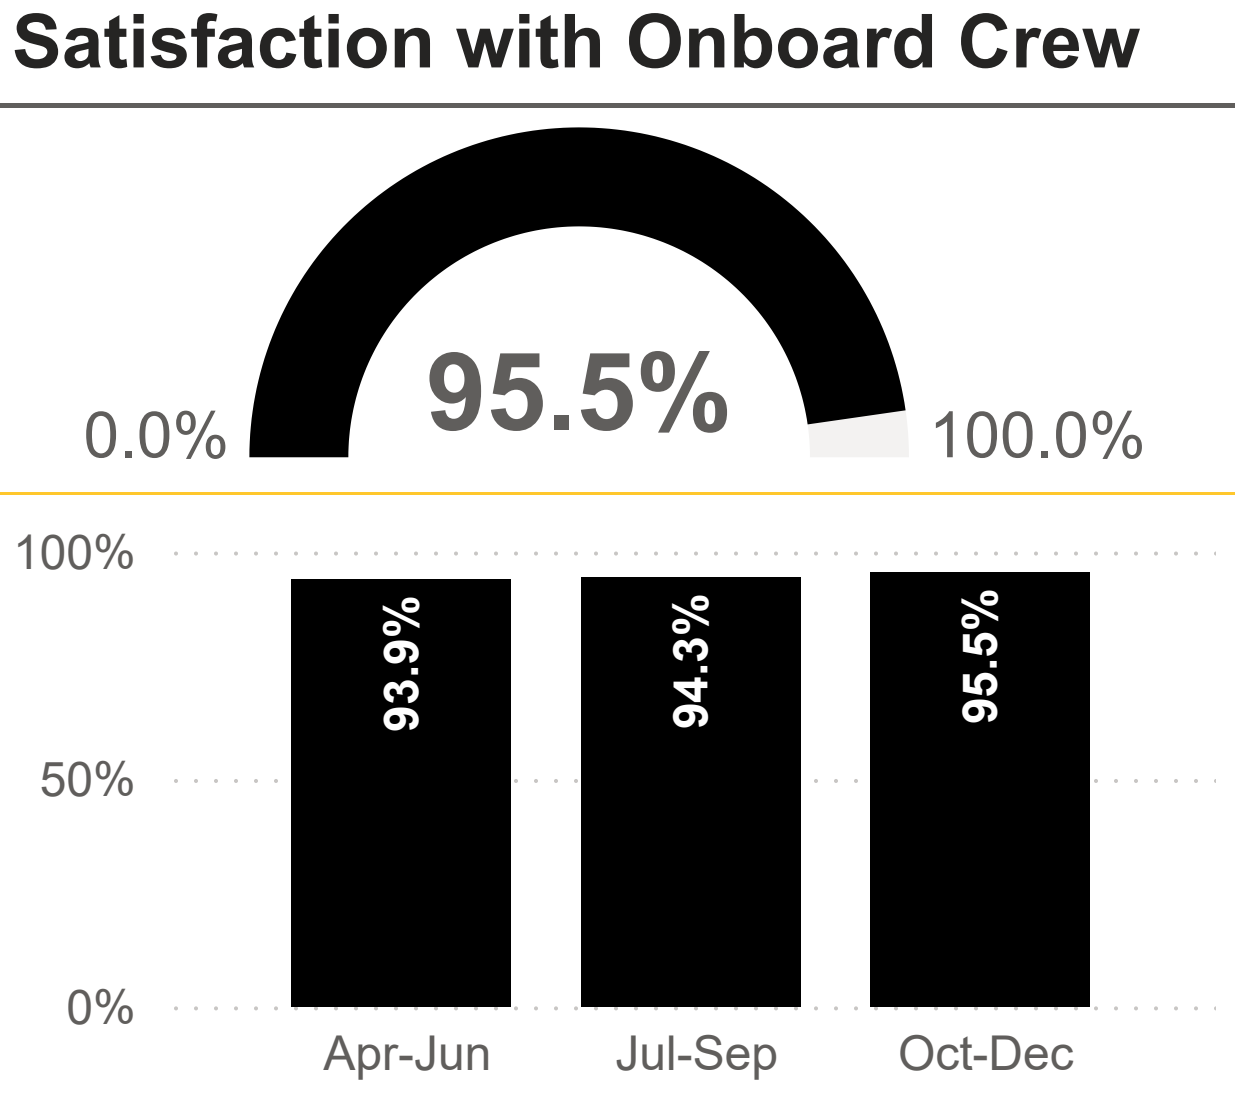 Satisfaction with Onboard Crew
95.5%
0.0%
100.0%
100%
93.9%
94.3%
95.5%
50%
0%
Apr-Jun
Jul-Sep
Oct-Dec